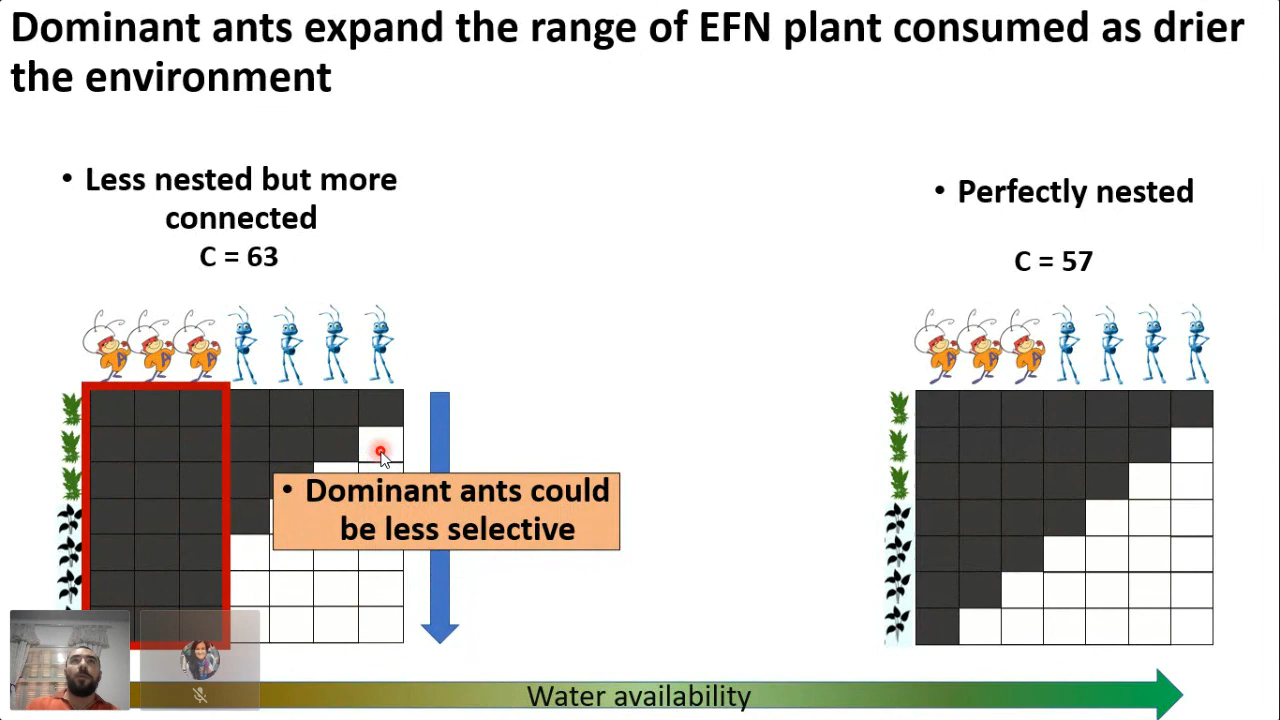 Dominant ants expand the range of EFN plant consumed as drier
the environment
• Less nested but more
connected
C = 63
• Perfectly nested
C = 57
A A A
A A A
• Dominant ants could
be less selective
Water availability